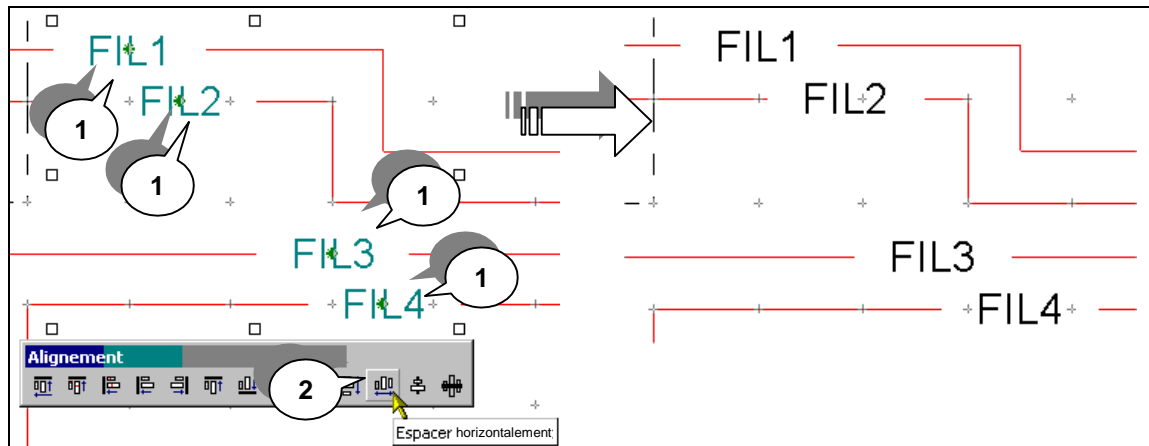 FIL1
FIL1
1
FIL2
FIL2
1
1
FIL3
FIL3
1
FIL4
FIL4
Alignement
2
Espacer horizontalement